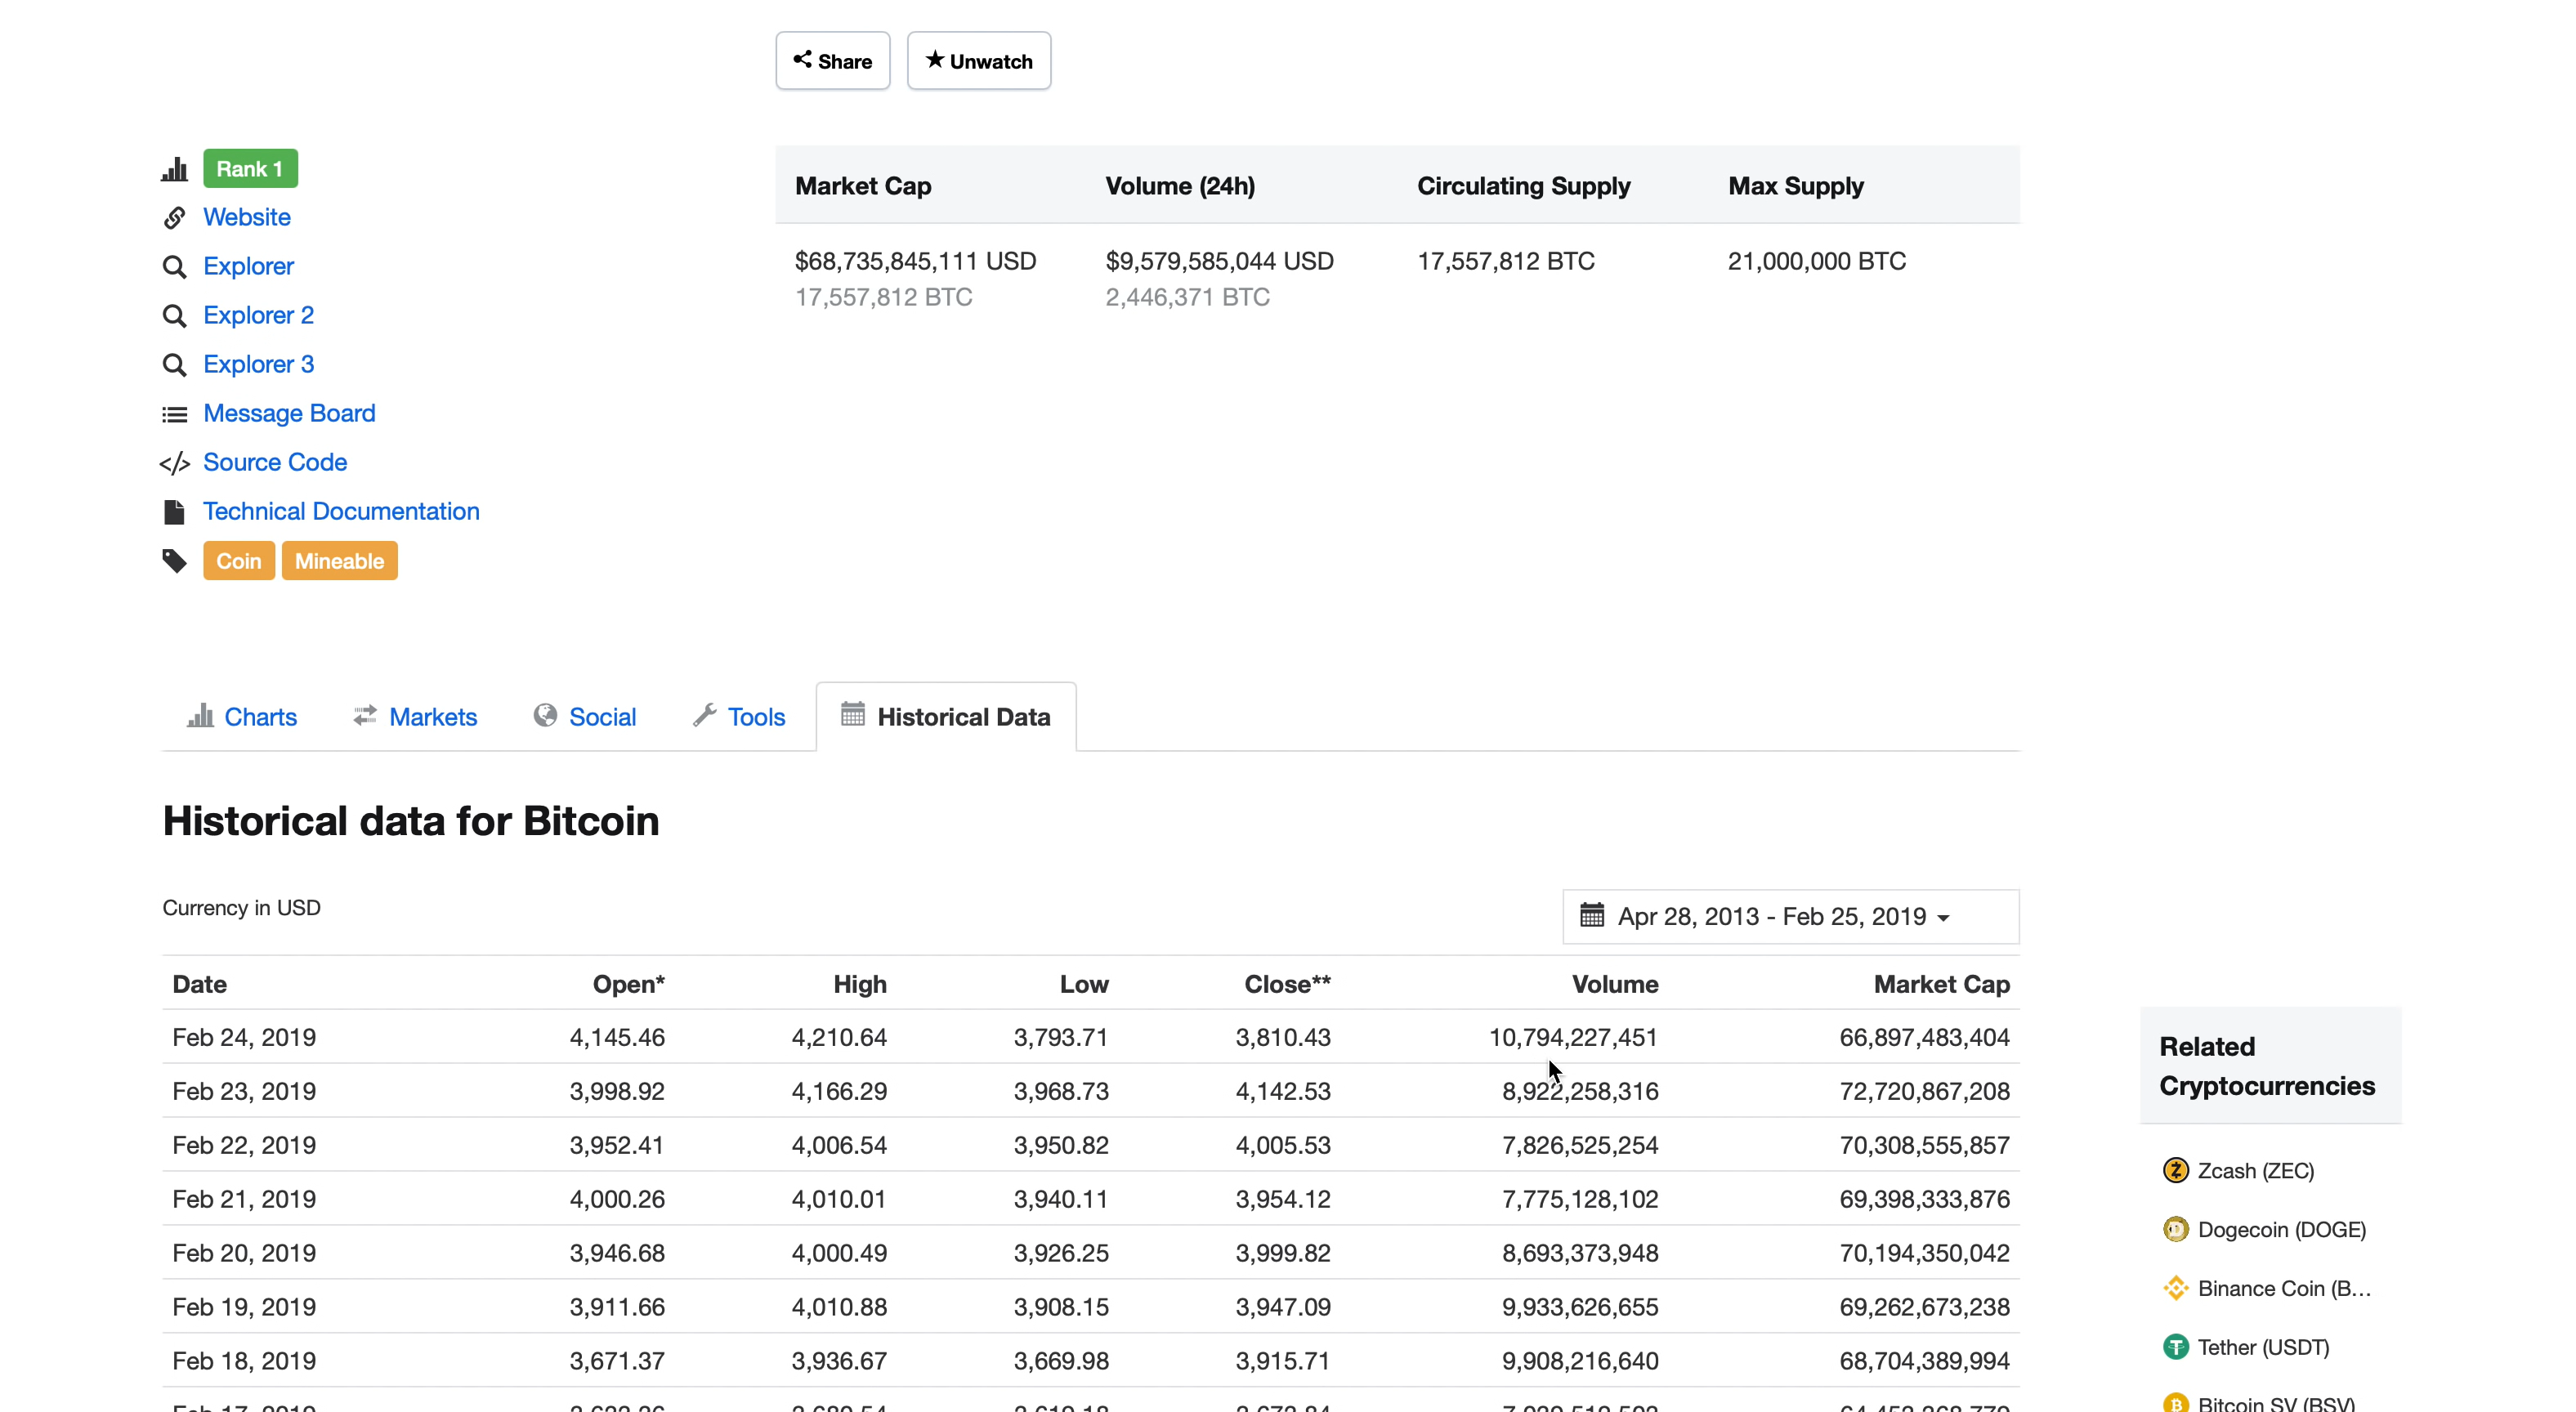 Share Unwatch
Rank 1
Website
Explorer
Explorer 2
Explorer 3
Message Board
Source Code
Technical Documentation
Coin Mineable
Market Cap Volume (24h) Circulating Supply Max Supply
$68,735,845,111 USD $9,579,585,044 USD 17,557,812 BTC 21,000,000 BTC
17,557,812 BTC 2,446,371 BTC
Charts Markets Social Tools Historical Data
Historical data for Bitcoin
Currency in USD
Apr 28, 2013 - Feb 25, 2019
Date Open* High Low Close** Volume Market Cap
Feb 24, 2019 4,145.46 4,210.64 3,793.71 3,810.43 10,794,227,451 66,897,483,404
Feb 23, 2019 3,998.92 4,166.29 3,968.73 4,142.53 8,922,258,316 72,720,867,208
Feb 22, 2019 3,952.41 4,006.54 3,950.82 4,005.53 7,826,525,254 70,308,555,857
Feb 21, 2019 4,000.26 4,010.01 3,940.11 3,954.12 7,775,128,102 69,398,333,876
Feb 20, 2019 3,946.68 4,000.49 3,926.25 3,999.82 8,693,373,948 70,194,350,042
Feb 19, 2019 3,911.66 4,010.88 3,908.15 3,947.09 9,933,626,655 69,262,673,238
Feb 18, 2019 3,671.37 3,936.67 3,669.98 3,915.71 9,908,216,640 68,704,389,994
Feb 17, 2019
Related
Cryptocurrencies
Zcash (ZEC)
Dogecoin (DOGE)
Binance Coin (B...
Tether (USDT)
Bitcoin SV (BSV)